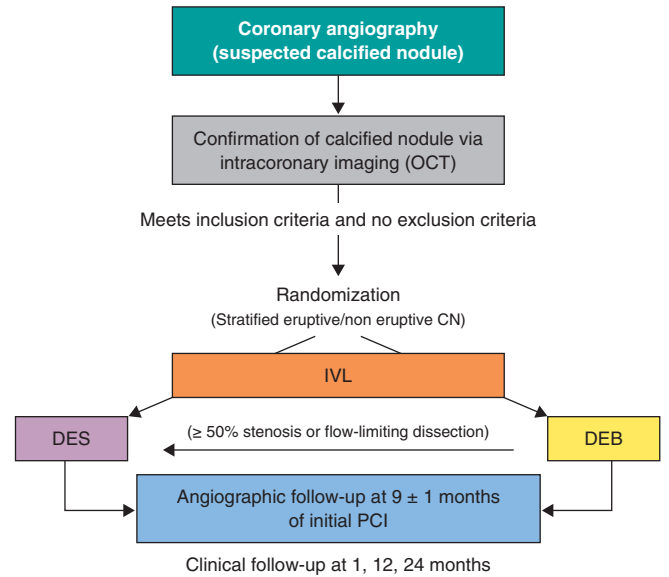 Coronary angiography
(suspected calcified nodule)
Confirmation of calcified nodule via
intracoronary imaging (OCT)
Meets inclusion criteria and no exclusion criteria
Randomization
(Stratified eruptive/non eruptive CN)
IVL
DES
(≥ 50% stenosis or flow-limiting dissection)
DEB
Angiographic follow-up at 9 ± 1 months
of initial PCI
Clinical follow-up at 1, 12, 24 months